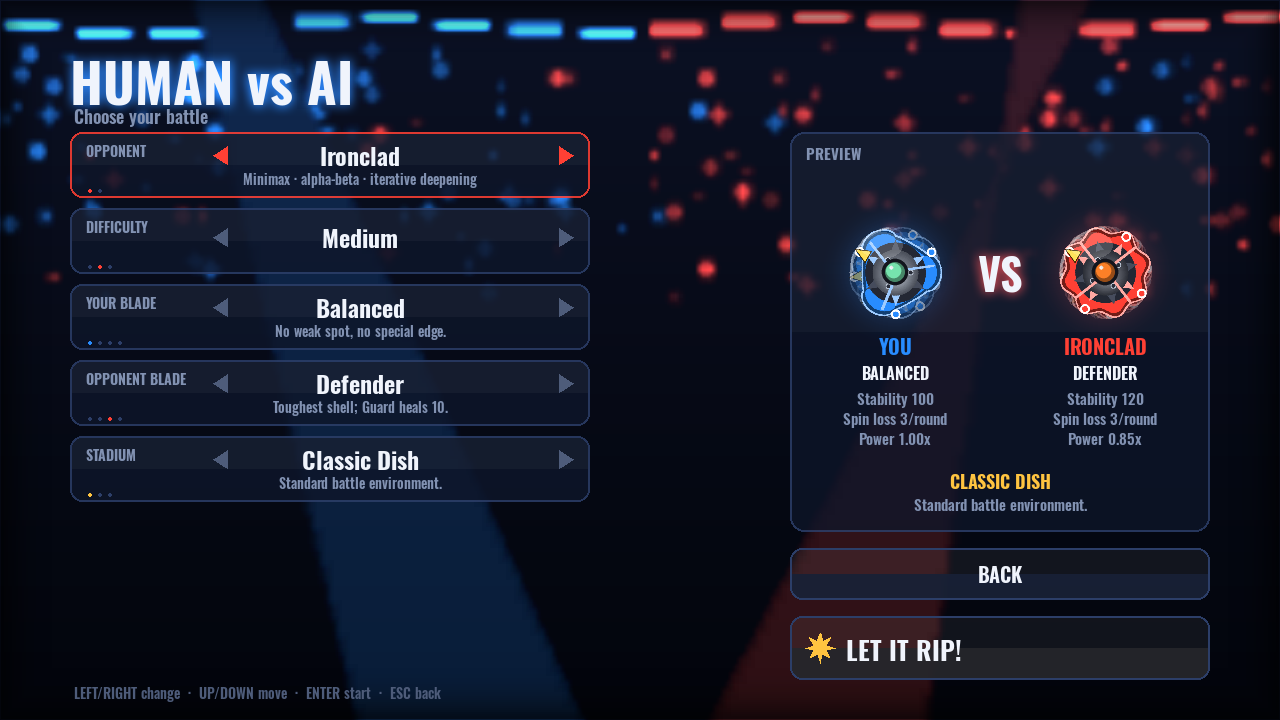 HUMAN vs AI
Choose your battle
OPPONENT
Ironclad
Minimax · alpha-beta · iterative deepening
DIFFICULTY
Medium
YOUR BLADE
Balanced
No weak spot, no special edge.
OPPONENT BLADE
Defender
Toughest shell; Guard heals 10.
STADIUM
Classic Dish
Standard battle environment.
PREVIEW
VS
YOU
BALANCED
Stability 100
Spin loss 3/round
Power 1.00x
IRONCLAD
DEFENDER
Stability 120
Spin loss 3/round
Power 0.85x
CLASSIC DISH
Standard battle environment.
BACK
LET IT RIP!
LEFT/RIGHT change · UP/DOWN move · ENTER start · ESC back